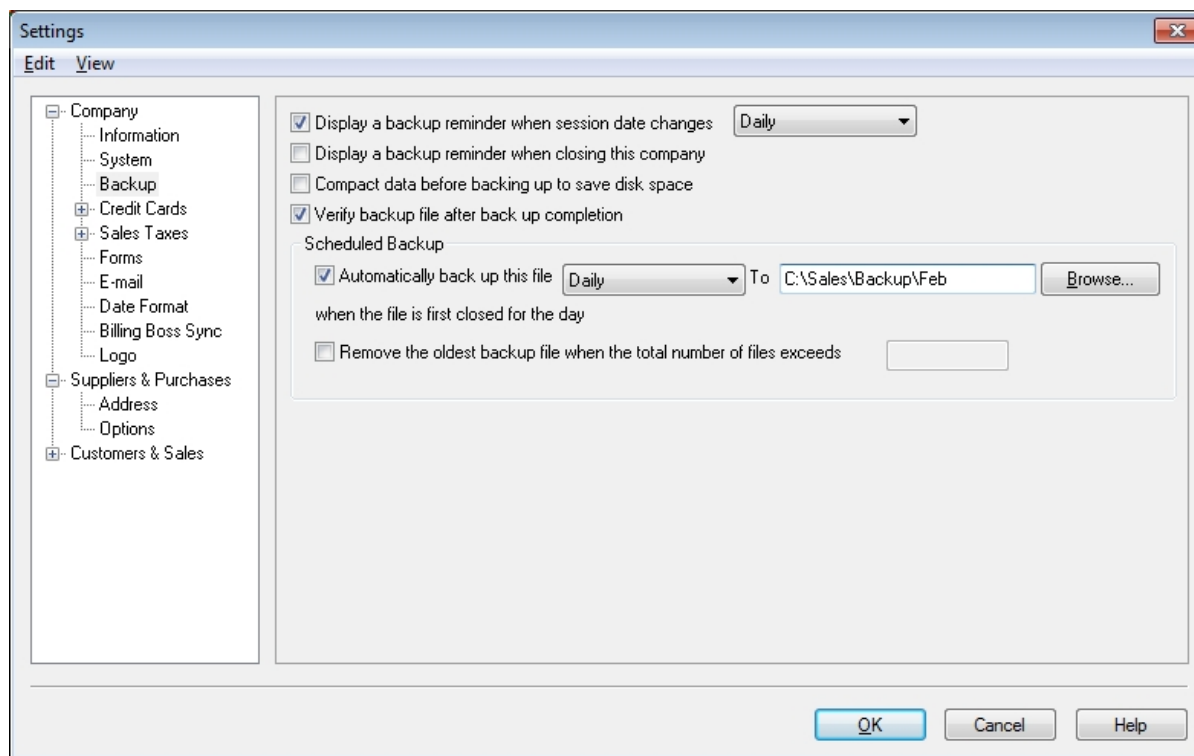 Settings
Edit View
Company
Information
System
Backup
Credit Cards
Sales Taxes
Forms
E-mail
Date Format
Billing Boss Sync
Logo
Suppliers & Purchases
Address
Options
Customers & Sales
Display a backup reminder when session date changes Daily
Display a backup reminder when closing this company
Compact data before backing up to save disk space
Verify backup file after back up completion
Scheduled Backup
Automatically back up this file Daily To C:\Sales\Backup\Feb Browse...
when the file is first closed for the day
Remove the oldest backup file when the total number of files exceeds
OK Cancel Help